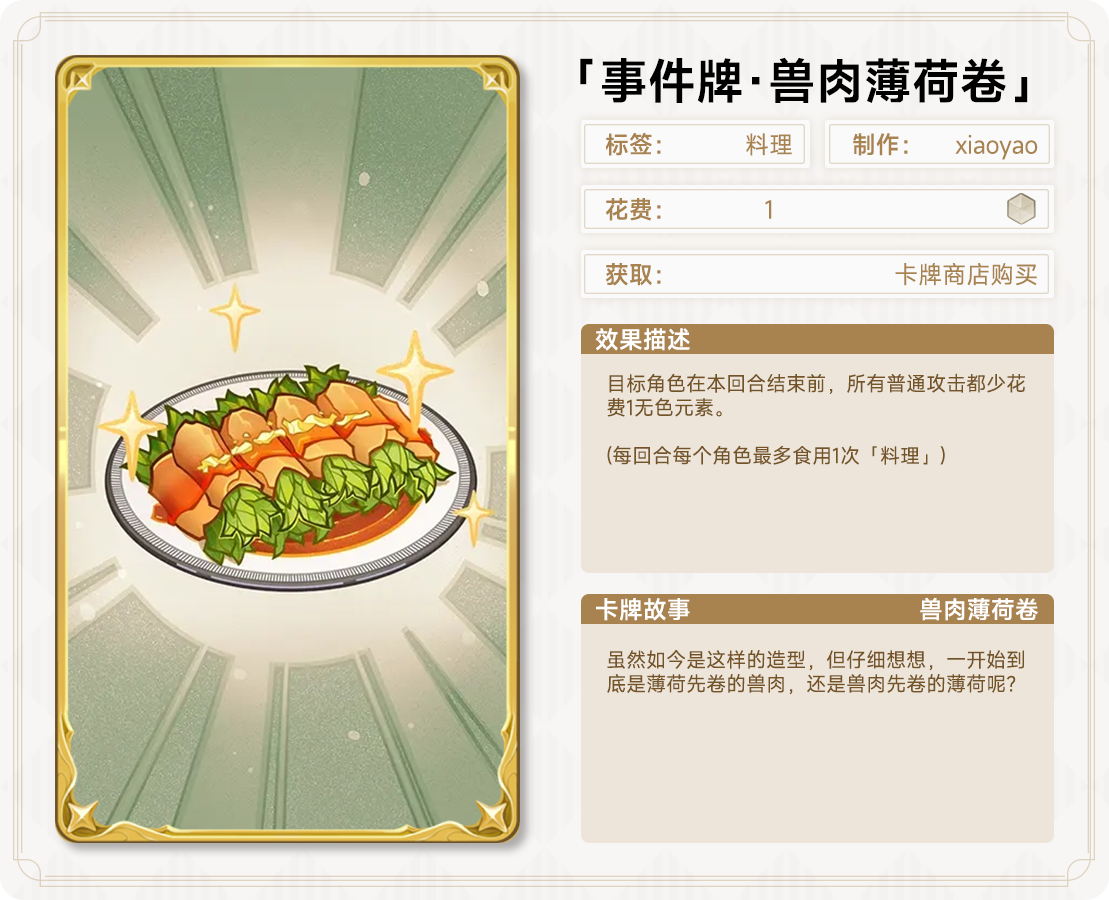 「事件牌·兽肉薄荷卷」
标签： 料理 制作： xiaoyao
花费： 1
获取： 卡牌商店购买
效果描述
目标角色在本回合结束前，所有普通攻击都少花
费1无色元素。
(每回合每个角色最多食用1次「料理」)
卡牌故事 兽肉薄荷卷
虽然如今是这样的造型，但仔细想想，一开始到
底是薄荷先卷的兽肉，还是兽肉先卷的薄荷呢？